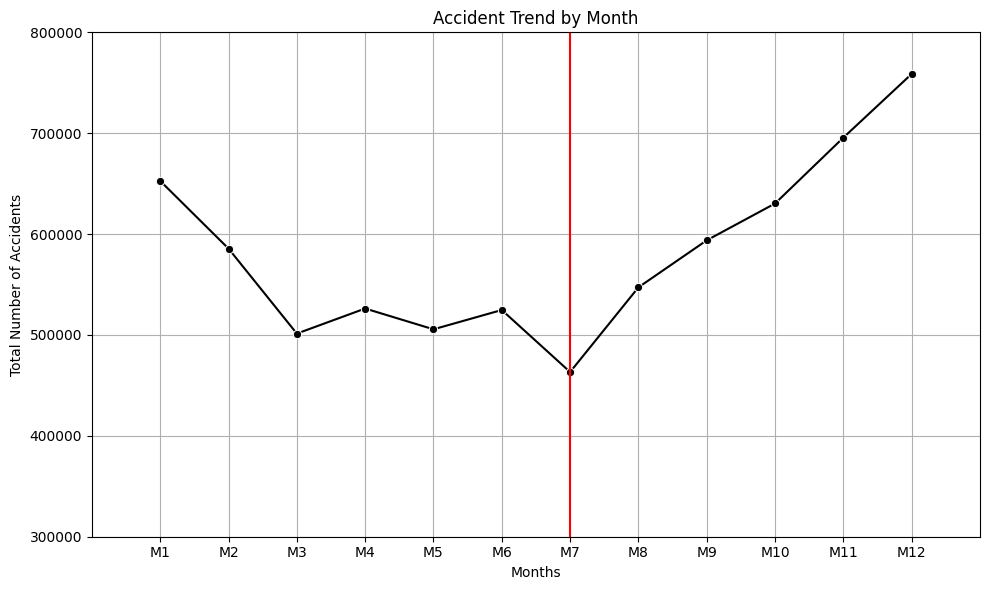 Accident Trend by Month
Total Number of Accidents
800000
700000
600000
500000
400000
300000
M1 M2 M3 M4 M5 M6 M7 M8 M9 M10 M11 M12
Months